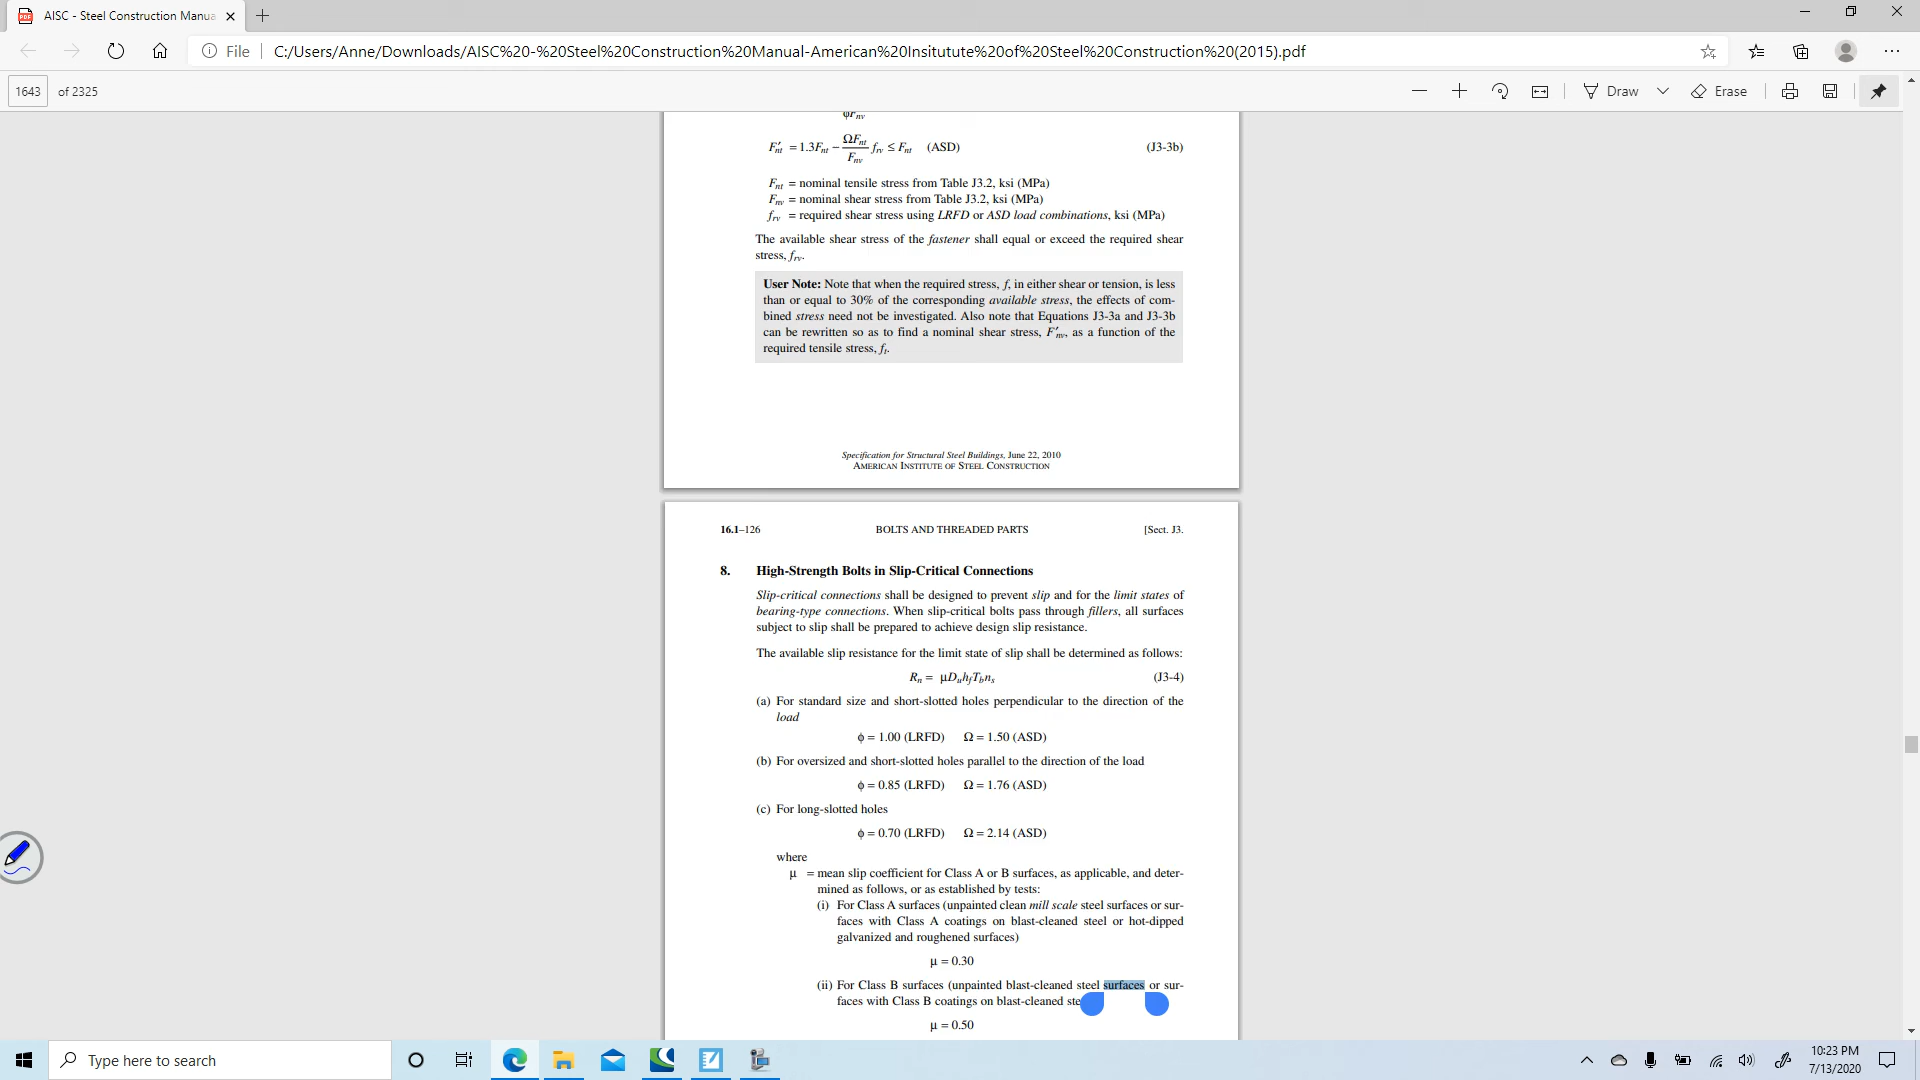 AISC - Steel Construction Manua
File
C:/Users/Anne/Downloads/AISC%20-%20Steel%20Construction%20Manual-American%20Insitutute%20of%20Steel%20Construction%20(2015).pdf
1643 of 2325
Draw
Erase
ϕFnv
F′nt = 1.3Fnt − ΩFnt/Fnv frv ≤ Fnt (ASD) (J3-3b)
Fnt = nominal tensile stress from Table J3.2, ksi (MPa)
Fnv = nominal shear stress from Table J3.2, ksi (MPa)
frv = required shear stress using LRFD or ASD load combinations, ksi (MPa)
The available shear stress of the fastener shall equal or exceed the required shear
stress, frv.
User Note: Note that when the required stress, f, in either shear or tension, is less
than or equal to 30% of the corresponding available stress, the effects of com-
bined stress need not be investigated. Also note that Equations J3-3a and J3-3b
can be rewritten so as to find a nominal shear stress, F′nv, as a function of the
required tensile stress, ft.
Specification for Structural Steel Buildings, June 22, 2010
AMERICAN INSTITUTE OF STEEL CONSTRUCTION
16.1–126 BOLTS AND THREADED PARTS [Sect. J3.
8. High-Strength Bolts in Slip-Critical Connections
Slip-critical connections shall be designed to prevent slip and for the limit states of
bearing-type connections. When slip-critical bolts pass through fillers, all surfaces
subject to slip shall be prepared to achieve design slip resistance.
The available slip resistance for the limit state of slip shall be determined as follows:
Rn = μDuhfTbns (J3-4)
(a) For standard size and short-slotted holes perpendicular to the direction of the
load
ϕ = 1.00 (LRFD) Ω = 1.50 (ASD)
(b) For oversized and short-slotted holes parallel to the direction of the load
ϕ = 0.85 (LRFD) Ω = 1.76 (ASD)
(c) For long-slotted holes
ϕ = 0.70 (LRFD) Ω = 2.14 (ASD)
where
μ = mean slip coefficient for Class A or B surfaces, as applicable, and deter-
mined as follows, or as established by tests:
(i) For Class A surfaces (unpainted clean mill scale steel surfaces or sur-
faces with Class A coatings on blast-cleaned steel or hot-dipped
galvanized and roughened surfaces)
μ = 0.30
(ii) For Class B surfaces (unpainted blast-cleaned steel surfaces or sur-
faces with Class B coatings on blast-cleaned ste
μ = 0.50
Type here to search
10:23 PM
7/13/2020